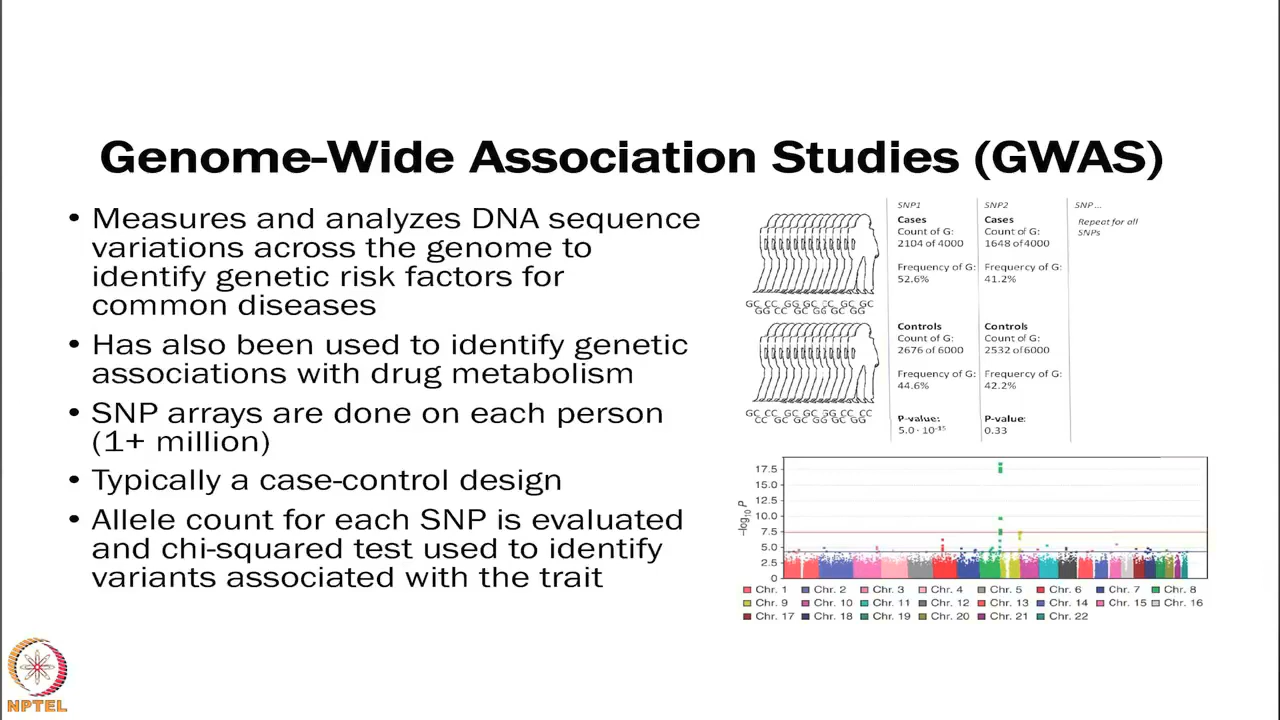 Genome-Wide Association Studies (GWAS)
• Measures and analyzes DNA sequence
variations across the genome to
identify genetic risk factors for
common diseases
• Has also been used to identify genetic
associations with drug metabolism
• SNP arrays are done on each person
(1+ million)
• Typically a case-control design
• Allele count for each SNP is evaluated
and chi-squared test used to identify
variants associated with the trait
SNP1
Cases
Count of G:
2104 of 4000
Frequency of G:
52.6%
Controls
Count of G:
2676 of 6000
Frequency of G:
44.6%
P-value:
5.0 · 10⁻¹⁵
SNP2
Cases
Count of G:
1648 of 4000
Frequency of G:
41.2%
Controls
Count of G:
2532 of 6000
Frequency of G:
42.2%
P-value:
0.33
SNP ...
Repeat for all
SNPs
GC CC GG GC CC GC GC
GG CC GC GG GC GG
GC GC GC GC GG CC CC
CC GC GG GC GC GG
−log₁₀ P
17.5
15.0
12.5
10.0
7.5
5.0
2.5
0
Chr. 1 Chr. 2 Chr. 3 Chr. 4 Chr. 5 Chr. 6 Chr. 7 Chr. 8
Chr. 9 Chr. 10 Chr. 11 Chr. 12 Chr. 13 Chr. 14 Chr. 15 Chr. 16
Chr. 17 Chr. 18 Chr. 19 Chr. 20 Chr. 21 Chr. 22
NPTEL